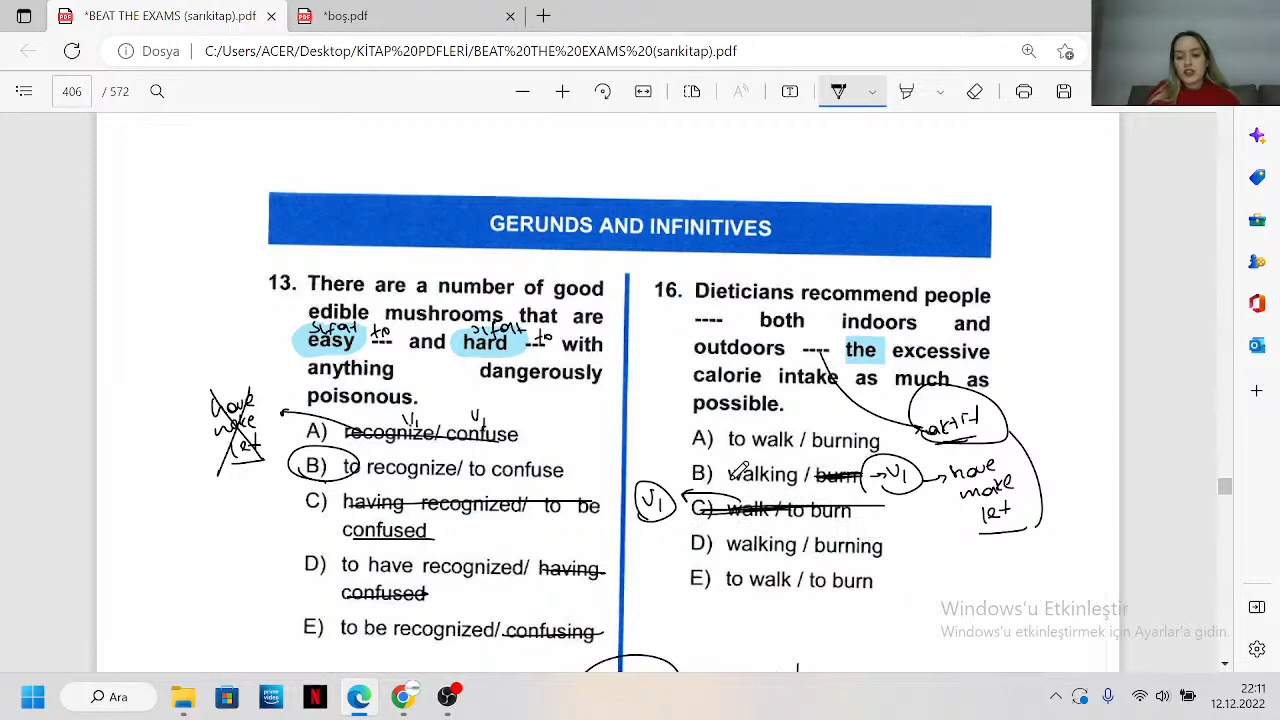 *BEAT THE EXAMS (sarıkitap).pdf
*boş.pdf
Dosya
C:/Users/ACER/Desktop/KİTAP%20PDFLERİ/BEAT%20THE%20EXAMS%20(sarıkitap).pdf
406 / 572
GERUNDS AND INFINITIVES
13. There are a number of good
edible mushrooms that are
sıfat to sıfat to
easy --- and hard --- with
anything dangerously
poisonous.
have
make
let
V1 V1
A) recognize/ confuse
B) to recognize/ to confuse
C) having recognized/ to be
confused
D) to have recognized/ having
confused
E) to be recognized/ confusing
16. Dieticians recommend people
---- both indoors and
outdoors ---- the excessive
calorie intake as much as
possible.
A) to walk / burning
B) walking / burn → V1
have
make
let
V1
C) walk / to burn
D) walking / burning
E) to walk / to burn
Windows'u Etkinleştir
Windows'u etkinleştirmek için Ayarlar'a gidin.
Ara
prime
video
N
22:11
12.12.2022